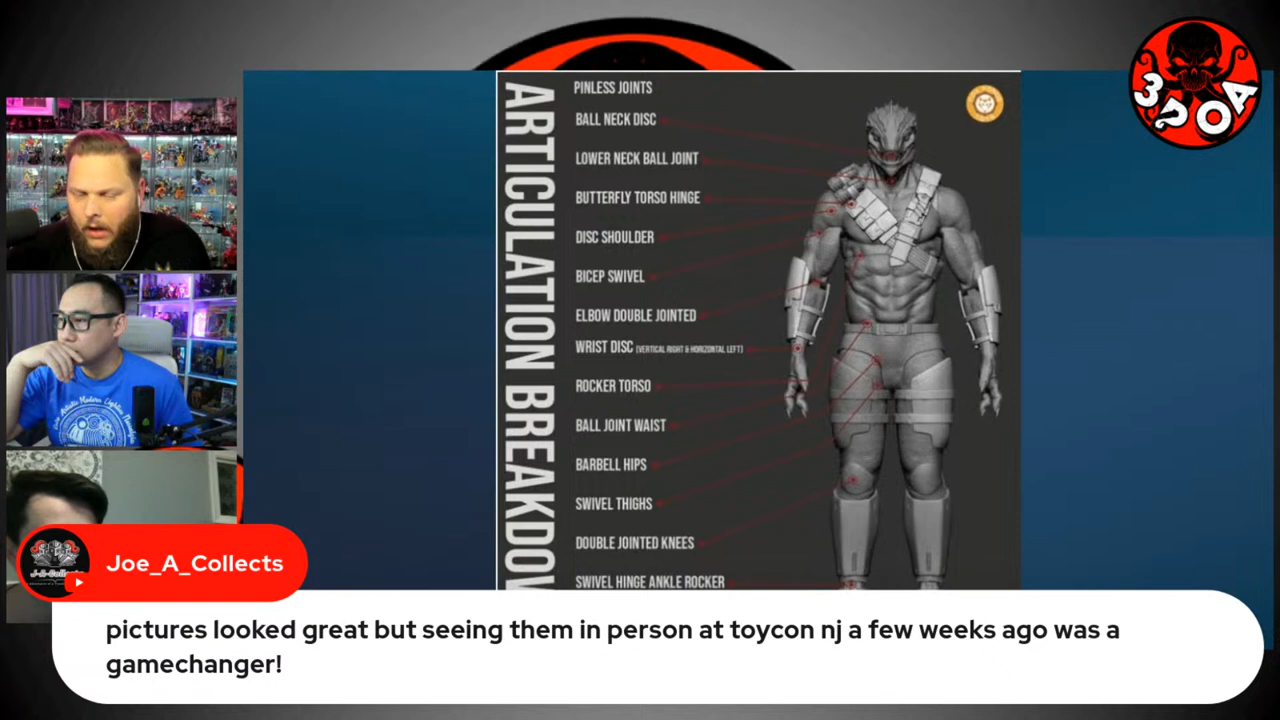 3POA
ARTICULATION BREAKDOW
PINLESS JOINTS
BALL NECK DISC
LOWER NECK BALL JOINT
BUTTERFLY TORSO HINGE
DISC SHOULDER
BICEP SWIVEL
ELBOW DOUBLE JOINTED
WRIST DISC (VERTICAL RIGHT & HORIZONTAL LEFT)
ROCKER TORSO
BALL JOINT WAIST
BARBELL HIPS
SWIVEL THIGHS
DOUBLE JOINTED KNEES
SWIVEL HINGE ANKLE ROCKER
Joe_A_Collects
pictures looked great but seeing them in person at toycon nj a few weeks ago was a
gamechanger!